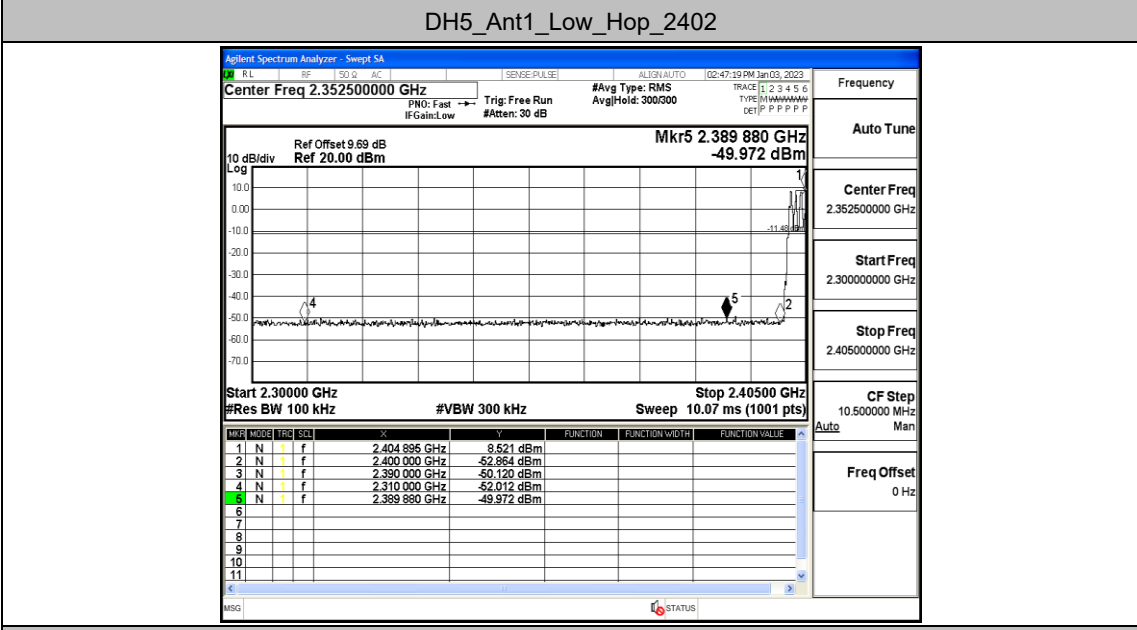 DH5_Ant1_Low_Hop_2402
Agilent Spectrum Analyzer - Swept SA
RL RF 50 Ω AC SENSE:PULSE ALIGNAUTO 02:47:19 PM Jan 03, 2023
Center Freq 2.352500000 GHz
PNO: Fast
IFGain:Low
Trig: Free Run
#Atten: 30 dB
#Avg Type: RMS
Avg|Hold: 300/300
TRACE 1 2 3 4 5 6
TYPE MWWWWW
DET P P P P P P
Mkr5 2.389 880 GHz
-49.972 dBm
Ref Offset 9.69 dB
10 dB/div Ref 20.00 dBm
Log
1
10.0
0.00
-10.0
-11.48 dBm
-20.0
-30.0
-40.0
4
5
2
-50.0
-60.0
-70.0
Start 2.30000 GHz Stop 2.40500 GHz
#Res BW 100 kHz #VBW 300 kHz Sweep 10.07 ms (1001 pts)
MKR MODE TRC SCL X Y FUNCTION FUNCTION WIDTH FUNCTION VALUE
1 N 1 f 2.404 895 GHz 8.521 dBm
2 N 1 f 2.400 000 GHz -52.864 dBm
3 N 1 f 2.390 000 GHz -50.120 dBm
4 N 1 f 2.310 000 GHz -52.012 dBm
5 N 1 f 2.389 880 GHz -49.972 dBm
6
7
8
9
10
11
MSG STATUS
Frequency
Auto Tune
Center Freq
2.352500000 GHz
Start Freq
2.300000000 GHz
Stop Freq
2.405000000 GHz
CF Step
10.500000 MHz
Auto Man
Freq Offset
0 Hz